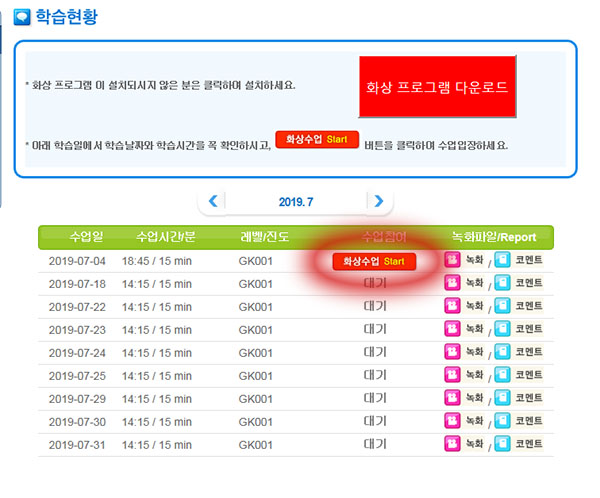 학습현황
* 화상 프로그램 이 설치되시지 않은 분은 클릭하여 설치하세요.
화상 프로그램 다운로드
* 아래 학습일에서 학습날짜와 학습시간을 꼭 확인하시고, 화상수업 Start 버튼을 클릭하여 수업입장하세요.
2019. 7
수업일 수업시간/분 레벨/진도 수업참여 녹화파일/Report
2019-07-04 18:45 / 15 min GK001 화상수업 Start 녹화 / 코멘트
2019-07-18 14:15 / 15 min GK001 대기 녹화 / 코멘트
2019-07-22 14:15 / 15 min GK001 대기 녹화 / 코멘트
2019-07-23 14:15 / 15 min GK001 대기 녹화 / 코멘트
2019-07-24 14:15 / 15 min GK001 대기 녹화 / 코멘트
2019-07-25 14:15 / 15 min GK001 대기 녹화 / 코멘트
2019-07-29 14:15 / 15 min GK001 대기 녹화 / 코멘트
2019-07-30 14:15 / 15 min GK001 대기 녹화 / 코멘트
2019-07-31 14:15 / 15 min GK001 대기 녹화 / 코멘트